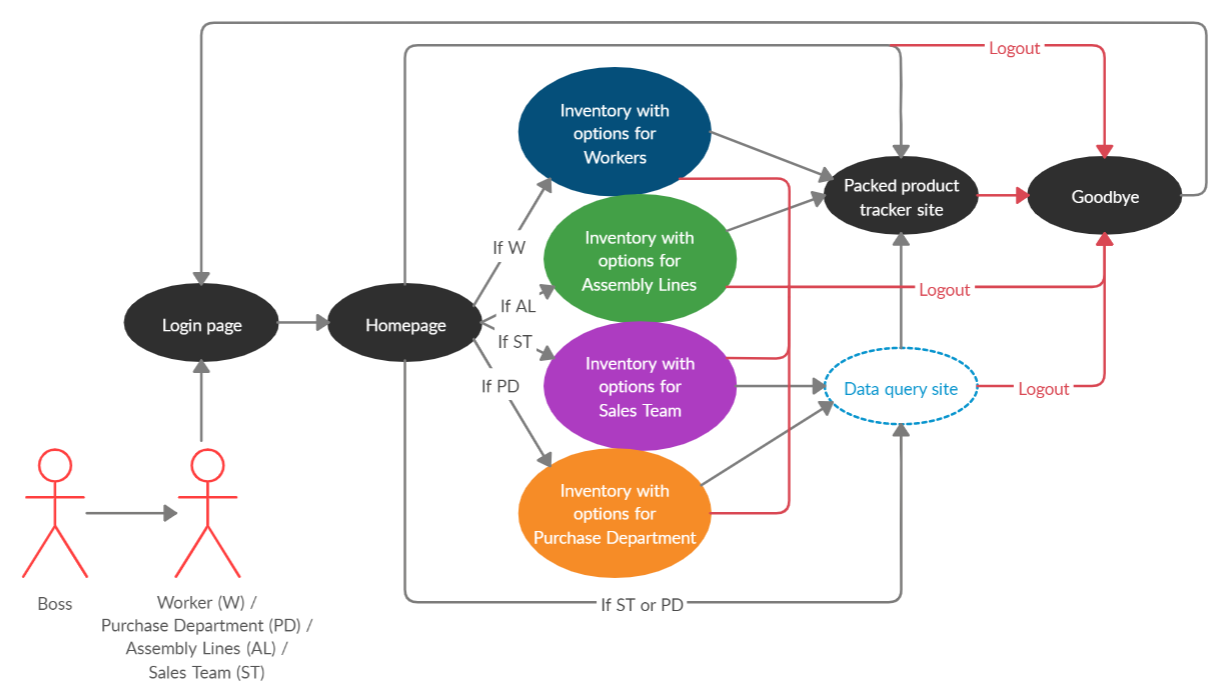 Logout
Inventory with
options for
Workers
Packed product
tracker site
Goodbye
If W
Inventory with
options for
Assembly Lines
Logout
If AL
Login page
Homepage
If ST
Inventory with
options for
Sales Team
If PD
Data query site
Logout
Inventory with
options for
Purchase Department
If ST or PD
Boss
Worker (W) /
Purchase Department (PD) /
Assembly Lines (AL) /
Sales Team (ST)